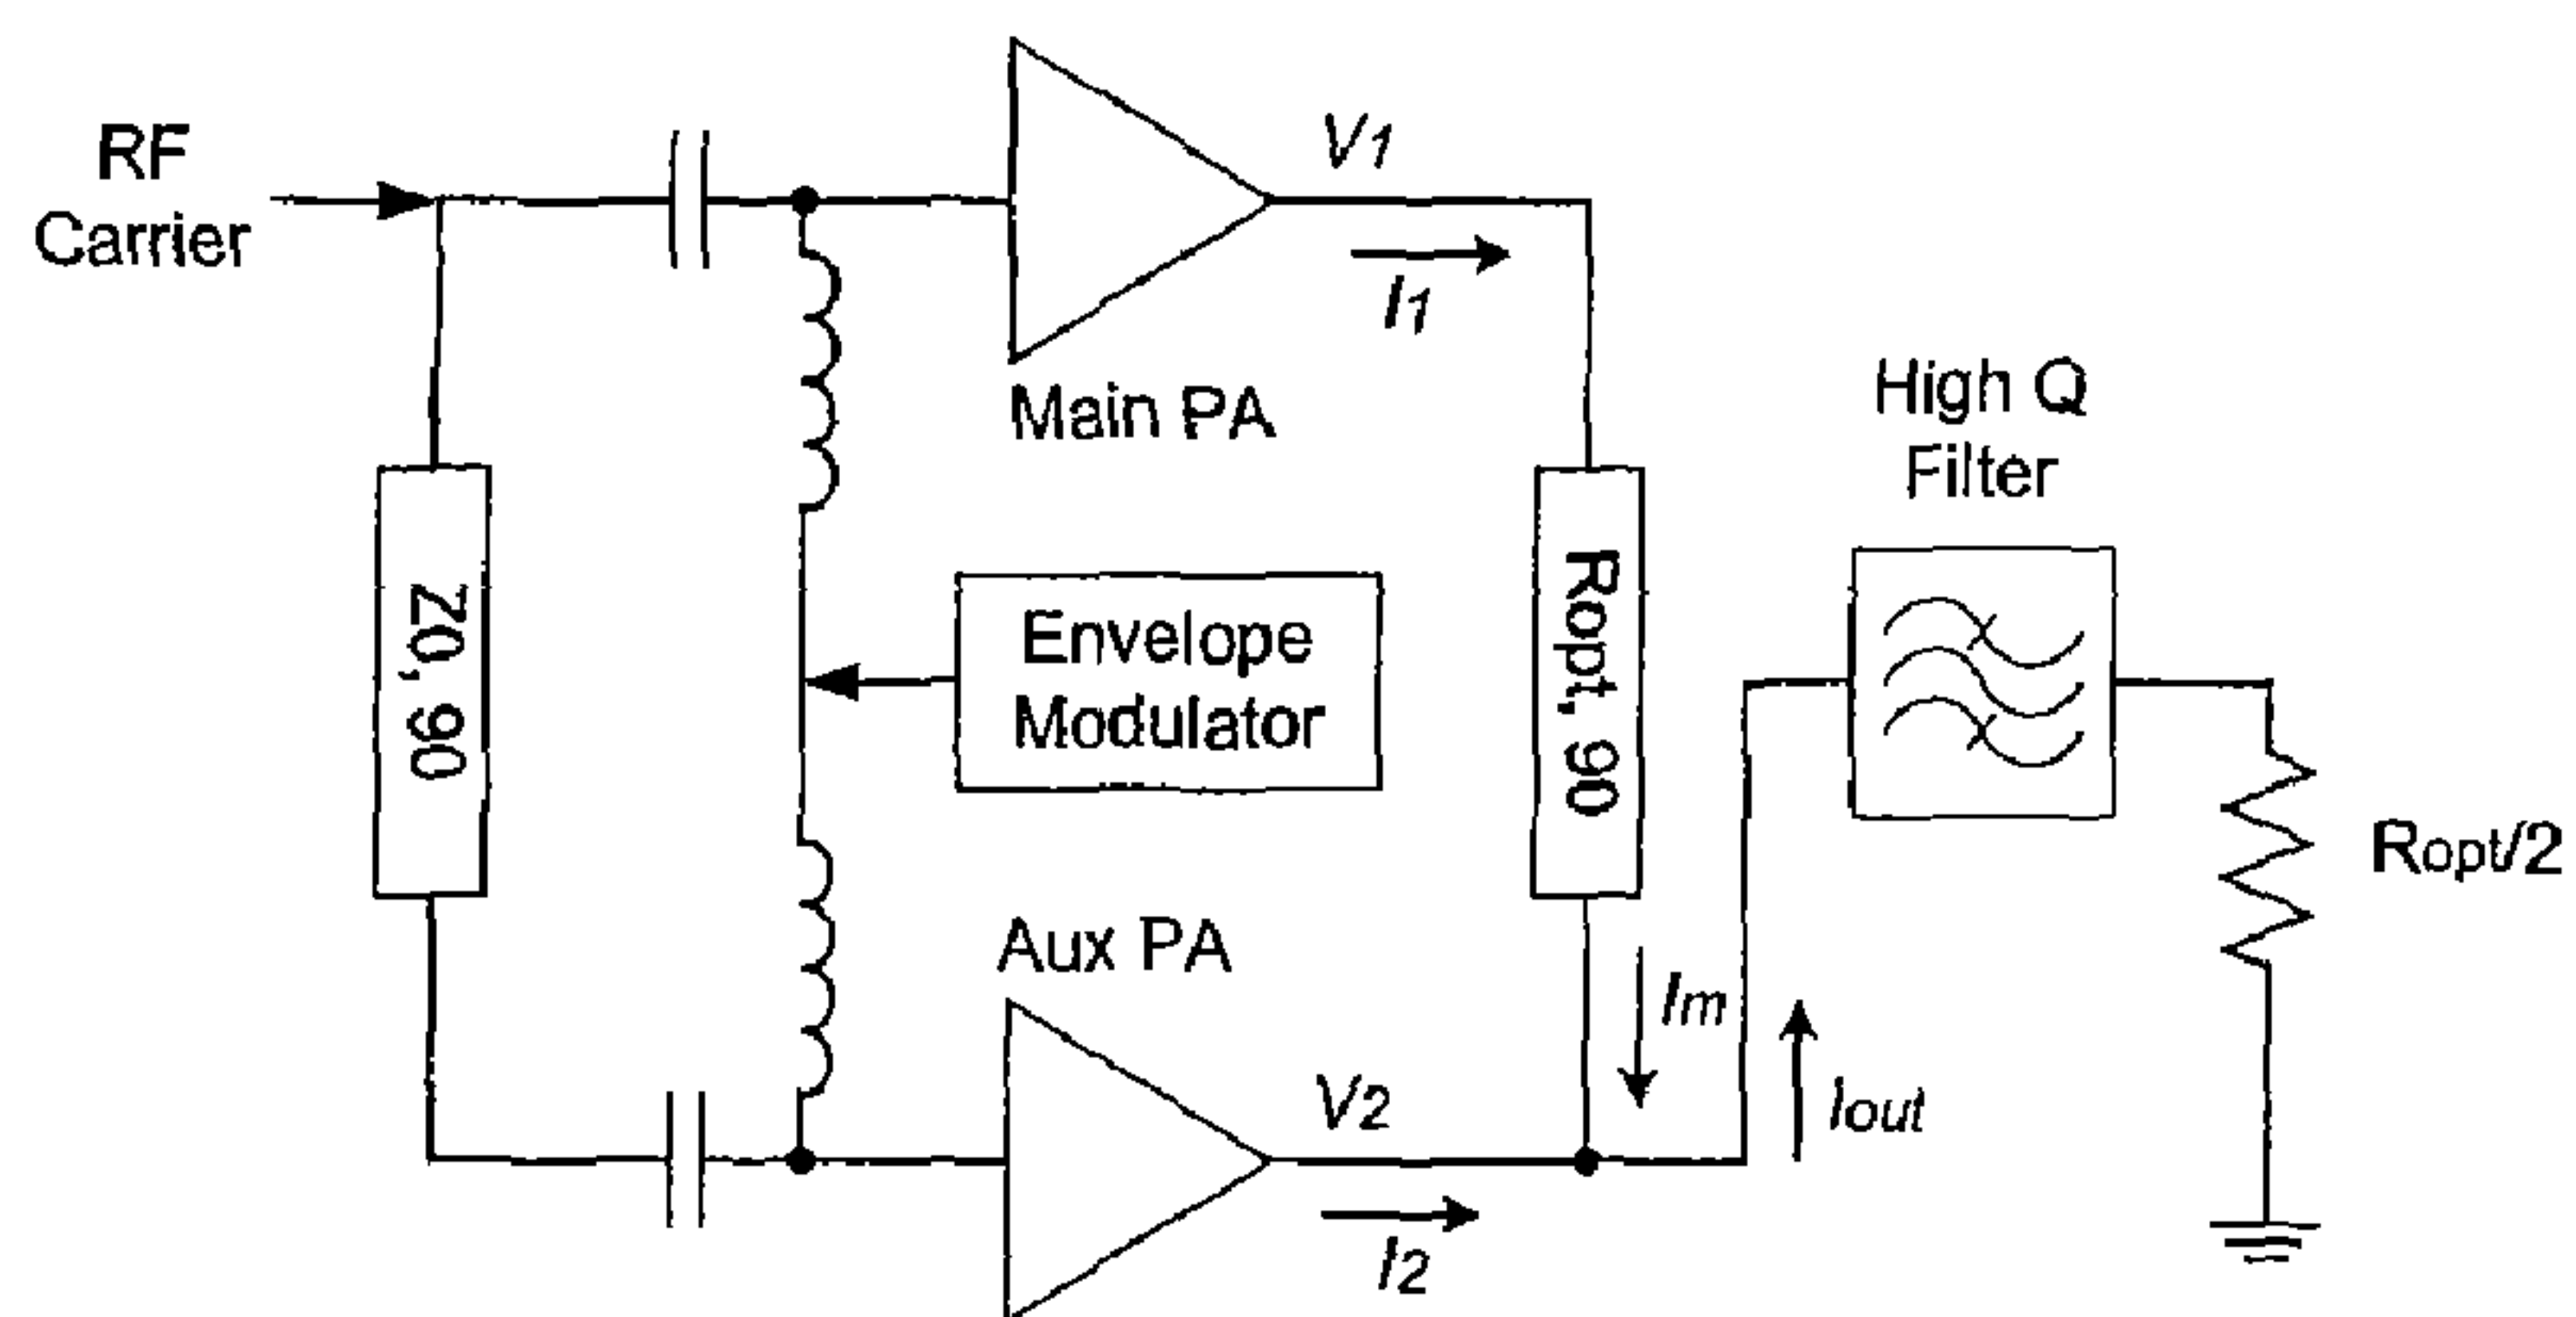 RF
Carrier
V1
I1
Main PA
High Q
Filter
Z0, 90
Envelope
Modulator
Ropt, 90
Ropt/2
Aux PA
Im
V2
Iout
I2